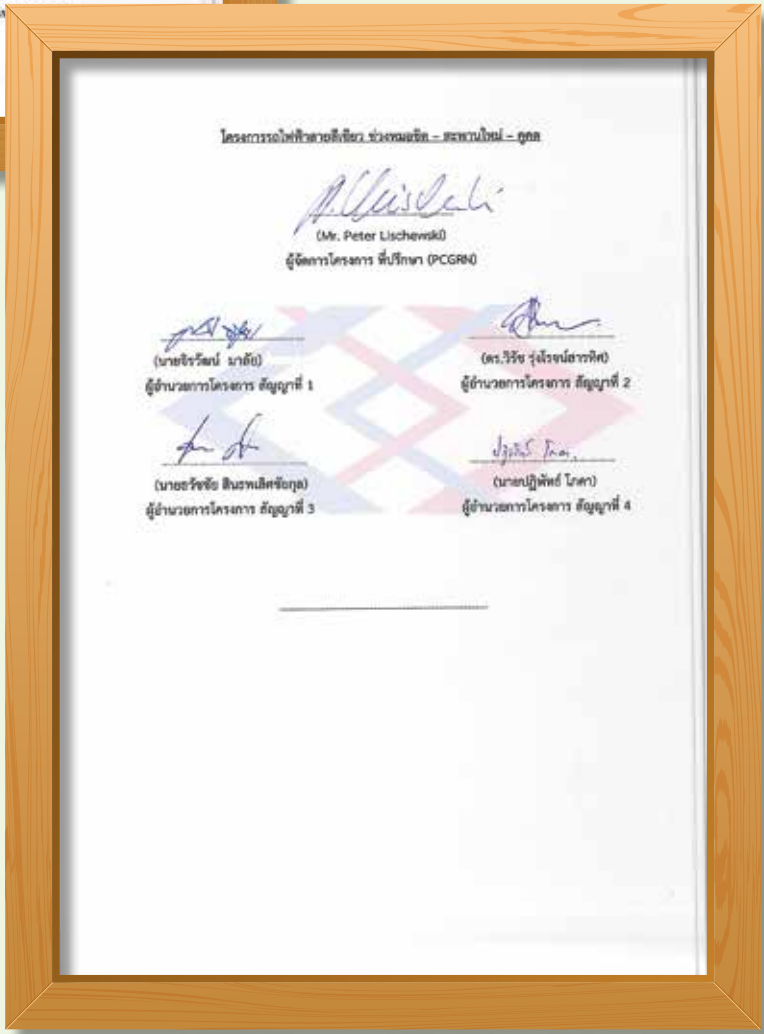 โครงการรถไฟฟ้าสายสีเขียว ช่วงหมอชิต – สะพานใหม่ – คูคต
(Mr. Peter Lischewski)
ผู้จัดการโครงการ ที่ปรึกษา (PCGRN)
(นายจิรวัฒน์ มาลัย)
ผู้อำนวยการโครงการ สัญญาที่ 1
(ดร.วิรัช รุ่งโรจน์สารทิศ)
ผู้อำนวยการโครงการ สัญญาที่ 2
(นายธวัชชัย สินธพเลิศชัยกุล)
ผู้อำนวยการโครงการ สัญญาที่ 3
(นายปฏิพัทธ์ โภคา)
ผู้อำนวยการโครงการ สัญญาที่ 4